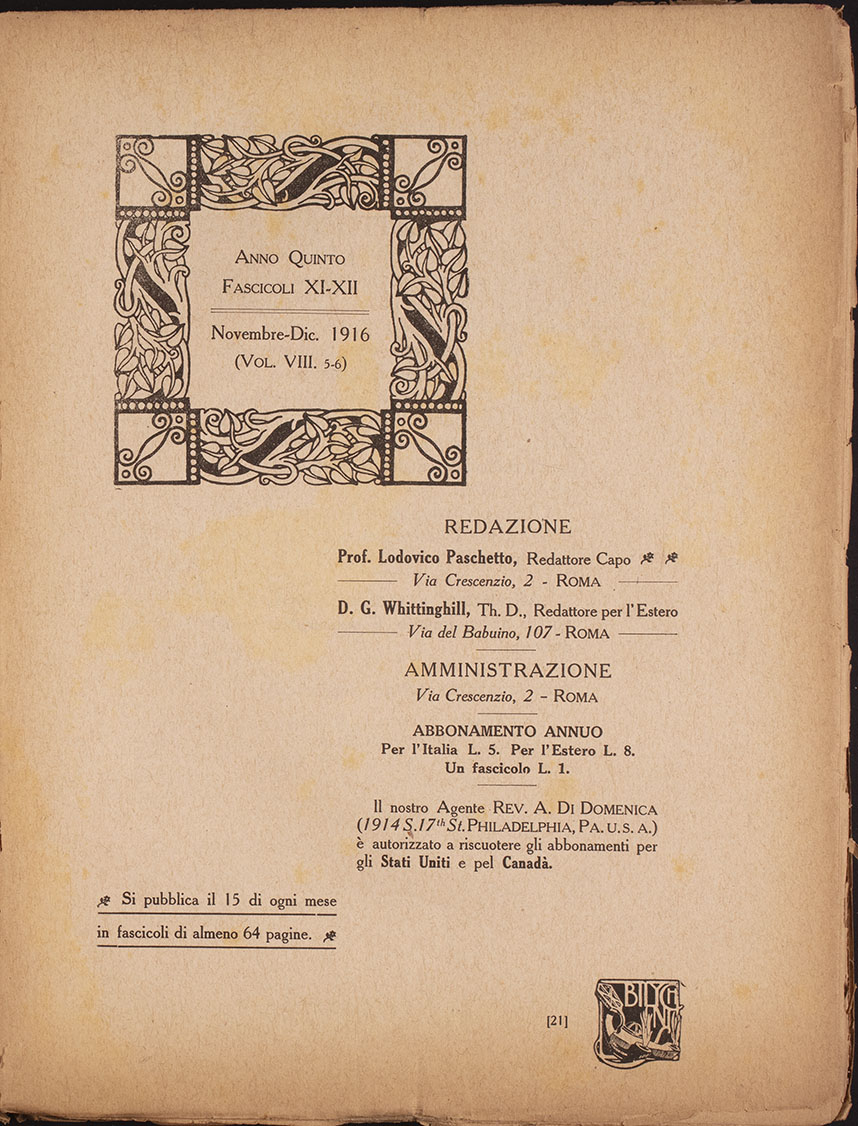 Anno Quinto
Fascicoli XI-XII
Novembre-Dic. 1916
(Vol. VIII. 5-6)
REDAZIONE
Prof. Lodovico Paschetto, Redattore Capo
Via Crescenzio, 2 - Roma
D. G. Whittinghill, Th. D., Redattore per l'Estero
Via del Babuino, 107 - Roma
AMMINISTRAZIONE
Via Crescenzio, 2 - Roma
ABBONAMENTO ANNUO
Per l'Italia L. 5. Per l'Estero L. 8.
Un fascicolo L. 1.
Il nostro Agente Rev. A. Di Domenica
(1914 S. 17th St. Philadelphia, Pa. U. S. A.)
è autorizzato a riscuotere gli abbonamenti per
gli Stati Uniti e pel Canadà.
Si pubblica il 15 di ogni mese
in fascicoli di almeno 64 pagine.
[21]
BILYCH
NIS